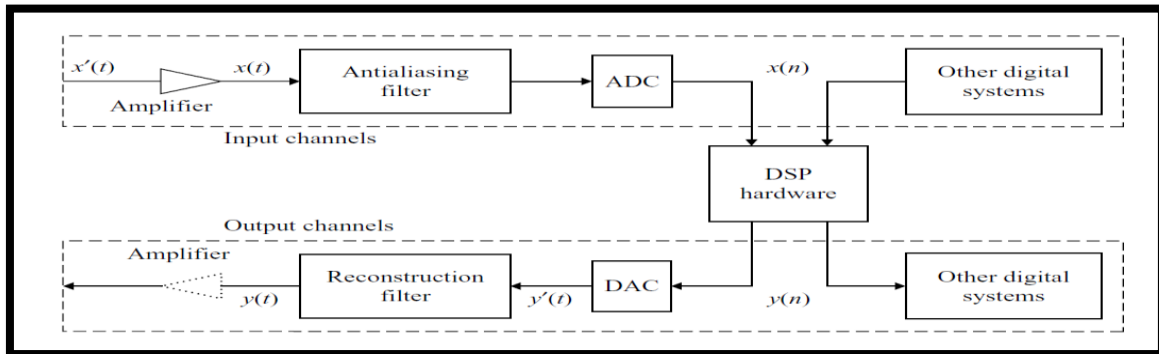 x′(t)
Amplifier
x(t)
Antialiasing
filter
ADC
x(n)
Other digital
systems
Input channels
DSP
hardware
Output channels
Amplifier
y(t)
Reconstruction
filter
y′(t)
DAC
y(n)
Other digital
systems